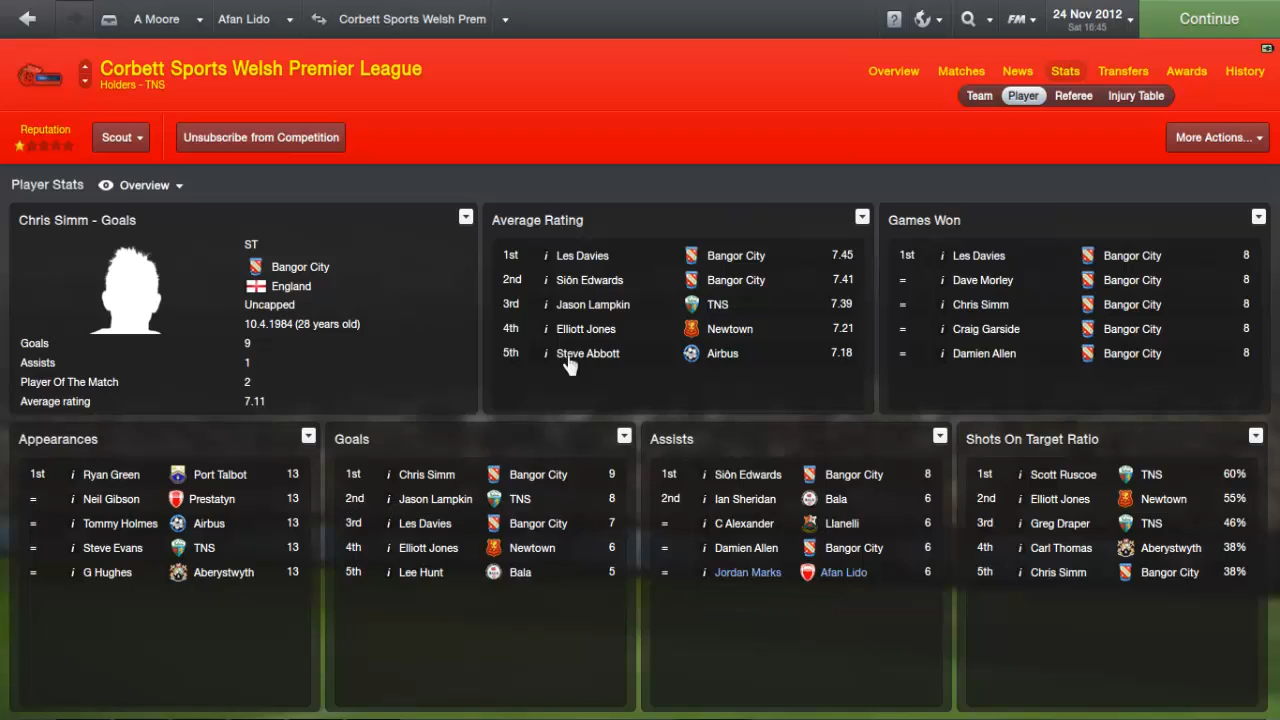 A Moore Afan Lido Corbett Sports Welsh Prem ? FM 24 Nov 2012 Continue
Sat 16:45
Corbett Sports Welsh Premier League
Holders - TNS
Overview Matches News Stats Transfers Awards History
Team Player Referee Injury Table
Reputation
Scout Unsubscribe from Competition More Actions...
Player Stats Overview
Chris Simm - Goals
ST
Bangor City
England
Uncapped
10.4.1984 (28 years old)
Goals 9
Assists 1
Player Of The Match 2
Average rating 7.11
Average Rating
1st i Les Davies Bangor City 7.45
2nd i Siôn Edwards Bangor City 7.41
3rd i Jason Lampkin TNS 7.39
4th i Elliott Jones Newtown 7.21
5th i Steve Abbott Airbus 7.18
Games Won
1st i Les Davies Bangor City 8
= i Dave Morley Bangor City 8
= i Chris Simm Bangor City 8
= i Craig Garside Bangor City 8
= i Damien Allen Bangor City 8
Appearances
1st i Ryan Green Port Talbot 13
= i Neil Gibson Prestatyn 13
= i Tommy Holmes Airbus 13
= i Steve Evans TNS 13
= i G Hughes Aberystwyth 13
Goals
1st i Chris Simm Bangor City 9
2nd i Jason Lampkin TNS 8
3rd i Les Davies Bangor City 7
4th i Elliott Jones Newtown 6
5th i Lee Hunt Bala 5
Assists
1st i Siôn Edwards Bangor City 8
2nd i Ian Sheridan Bala 6
= i C Alexander Llanelli 6
= i Damien Allen Bangor City 6
= i Jordan Marks Afan Lido 6
Shots On Target Ratio
1st i Scott Ruscoe TNS 60%
2nd i Elliott Jones Newtown 55%
3rd i Greg Draper TNS 46%
4th i Carl Thomas Aberystwyth 38%
5th i Chris Simm Bangor City 38%